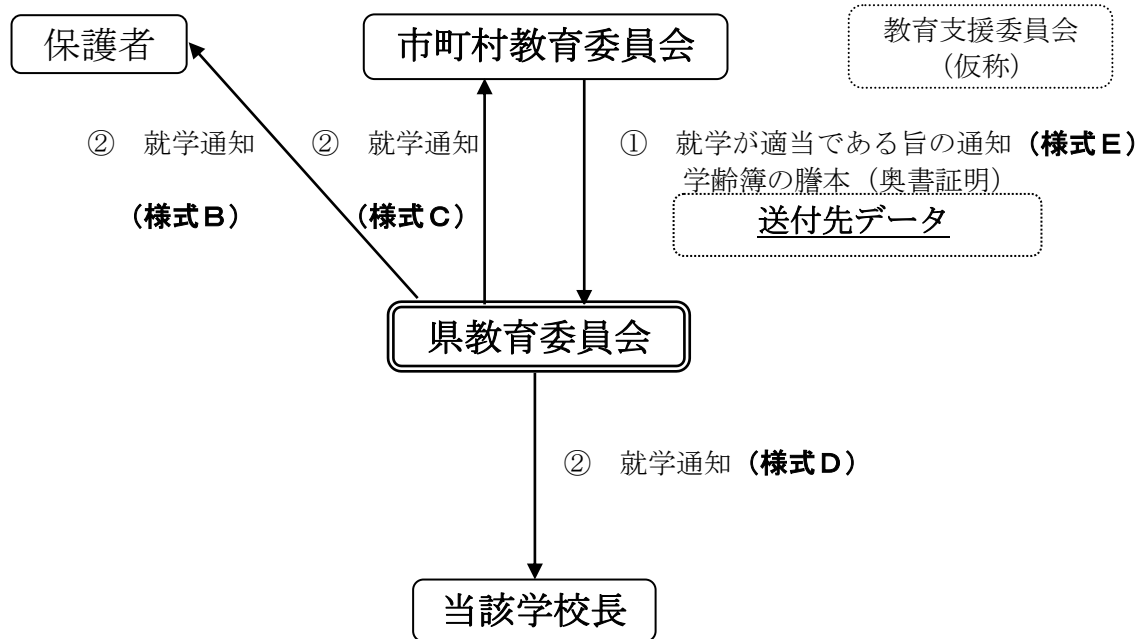 保護者
市町村教育委員会
教育支援委員会
（仮称）
② 就学通知
② 就学通知
① 就学が適当である旨の通知（様式E）
学齢簿の謄本（奥書証明）
（様式B）
（様式C）
送付先データ
県教育委員会
② 就学通知（様式D）
当該学校長